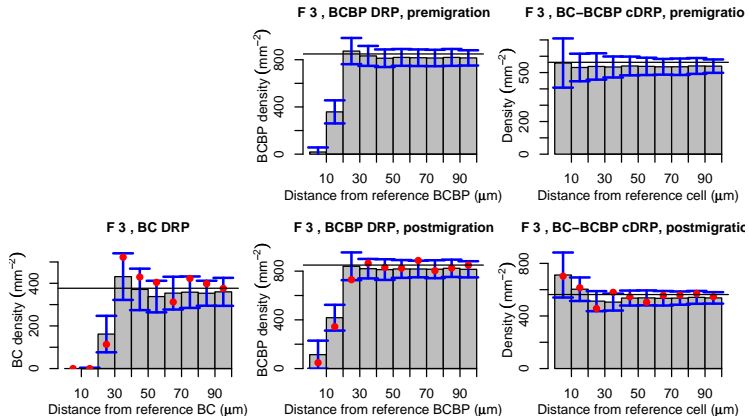 F 3 , BCBP DRP, premigration
BCBP density (mm−2)
0 400 800
10 30 50 70 90
Distance from reference BCBP (μm)
F 3 , BC−BCBP cDRP, premigratio
Density (mm−2)
0 200 500
10 30 50 70 90
Distance from reference cell (μm)
F 3 , BC DRP
BC density (mm−2)
0 200 400
10 30 50 70 90
Distance from reference BC (μm)
F 3 , BCBP DRP, postmigration
BCBP density (mm−2)
0 400 800
10 30 50 70 90
Distance from reference BCBP (μm)
F 3 , BC−BCBP cDRP, postmigratio
Density (mm−2)
0 400 800
10 30 50 70 90
Distance from reference cell (μm)